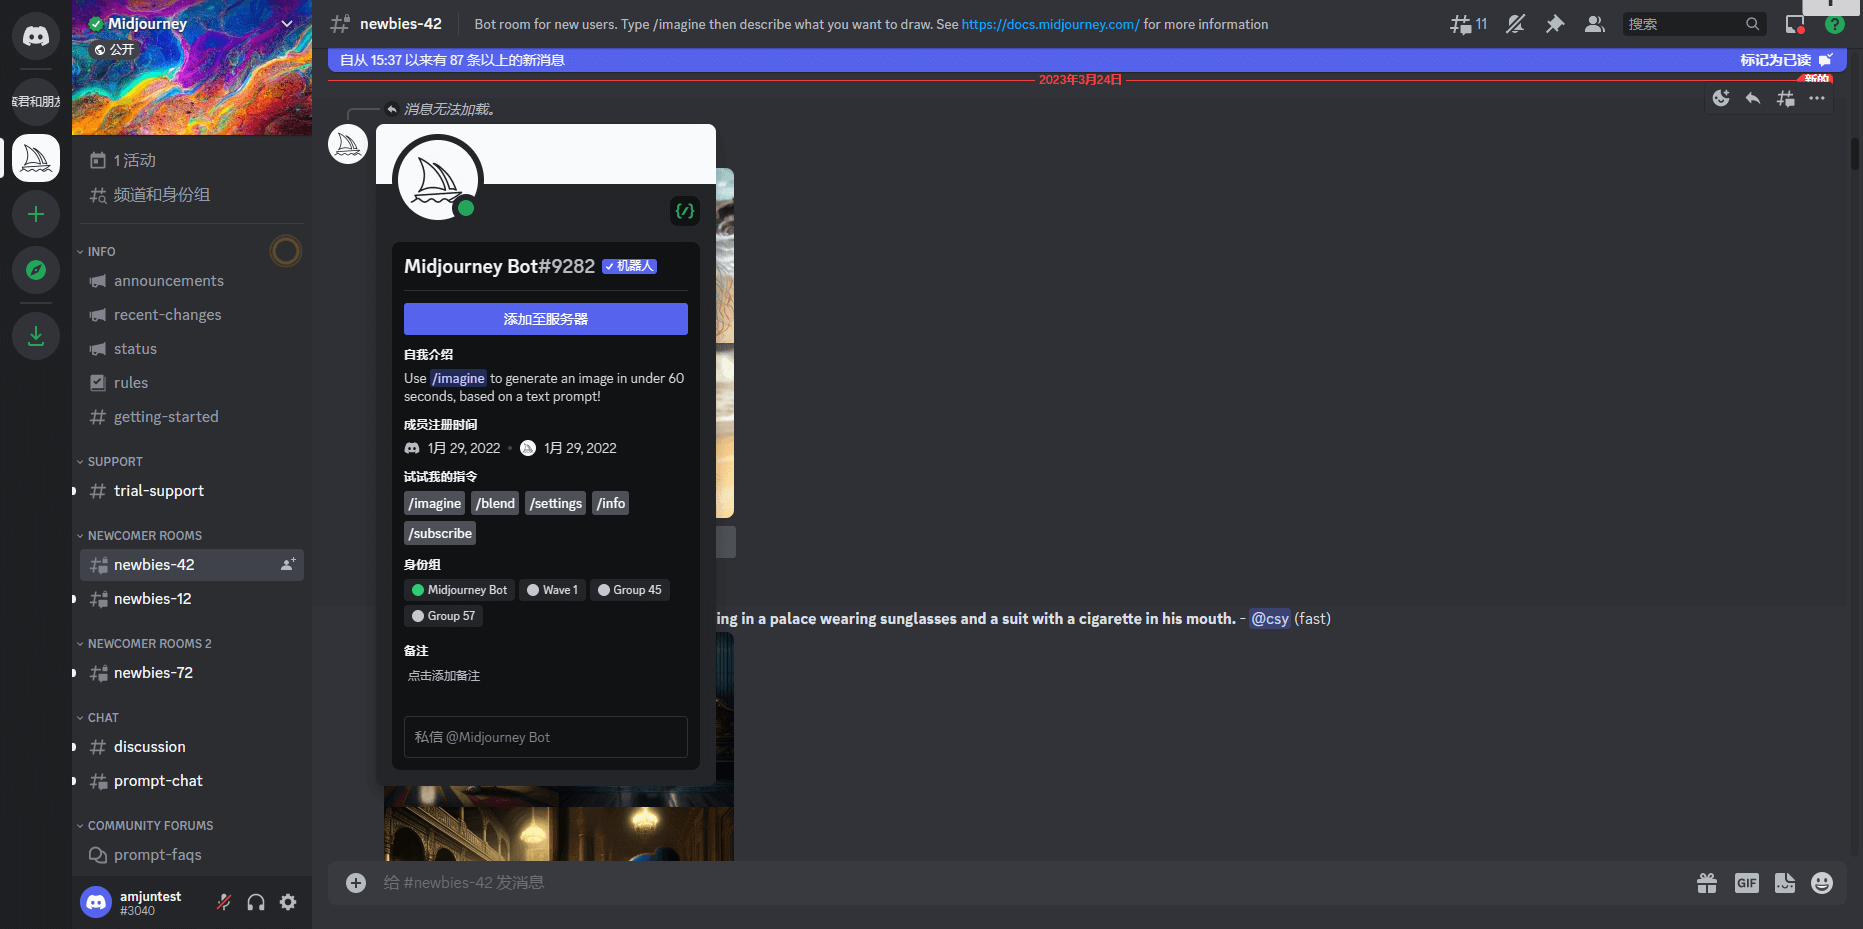 Midjourney
公开
1 活动
频道和身份组
INFO
announcements
recent-changes
status
rules
getting-started
SUPPORT
trial-support
NEWCOMER ROOMS
newbies-42
newbies-12
NEWCOMER ROOMS 2
newbies-72
CHAT
discussion
prompt-chat
COMMUNITY FORUMS
prompt-faqs
amjuntest
#3040
newbies-42
Bot room for new users. Type /imagine then describe what you want to draw. See https://docs.midjourney.com/ for more information
11
搜索
自从 15:37 以来有 87 条以上的新消息
标记为已读
2023年3月24日
新的
消息无法加载。
Midjourney Bot#9282 机器人
添加至服务器
自我介绍
Use /imagine to generate an image in under 60
seconds, based on a text prompt!
成员注册时间
1月 29, 2022 • 1月 29, 2022
试试我的指令
/imagine /blend /settings /info
/subscribe
身份组
Midjourney Bot Wave 1 Group 45
Group 57
备注
点击添加备注
私信 @Midjourney Bot
ing in a palace wearing sunglasses and a suit with a cigarette in his mouth. - @csy (fast)
给 #newbies-42 发消息
GIF